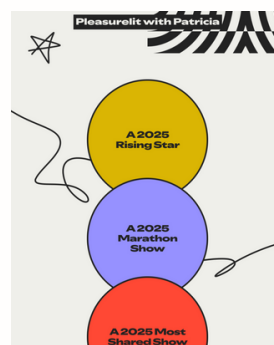 Pleasurelit with Patricia
A 2025
Rising Star
A 2025
Marathon
Show
A 2025 Most
Shared Show